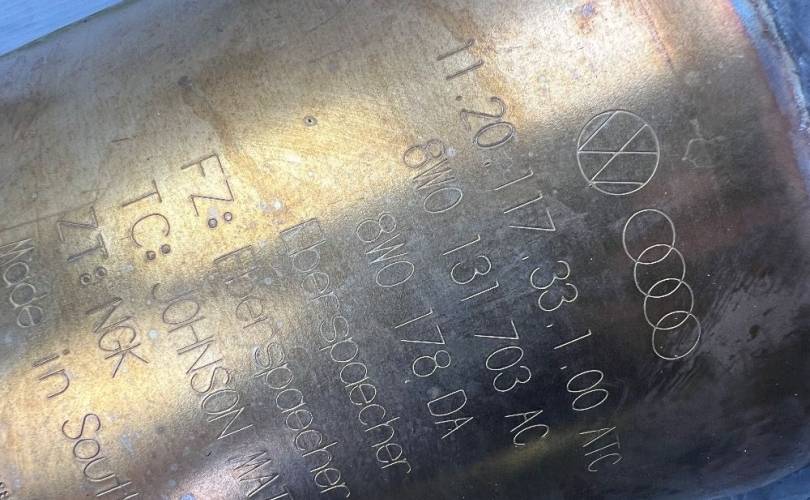 11.20.117.33.1.00 ATC
8W0 131 703 AC
8W0 178 DA
Eberspaecher
FZ: Eberspaecher
TC: JOHNSON MAT
ZT: NGK
Made in South